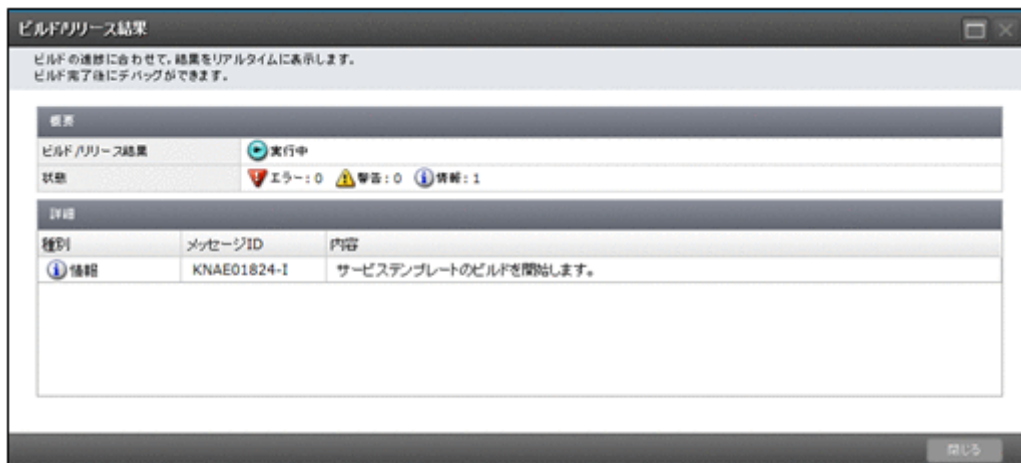 ビルド/リリース結果
ビルドの進捗に合わせて，結果をリアルタイムに表示します。
ビルド完了後にデバッグができます。
概要
ビルド/リリース結果 実行中
状態 エラー: 0 警告: 0 情報: 1
詳細
種別 メッセージID 内容
情報 KNAE01824-I サービステンプレートのビルドを開始します。
閉じる